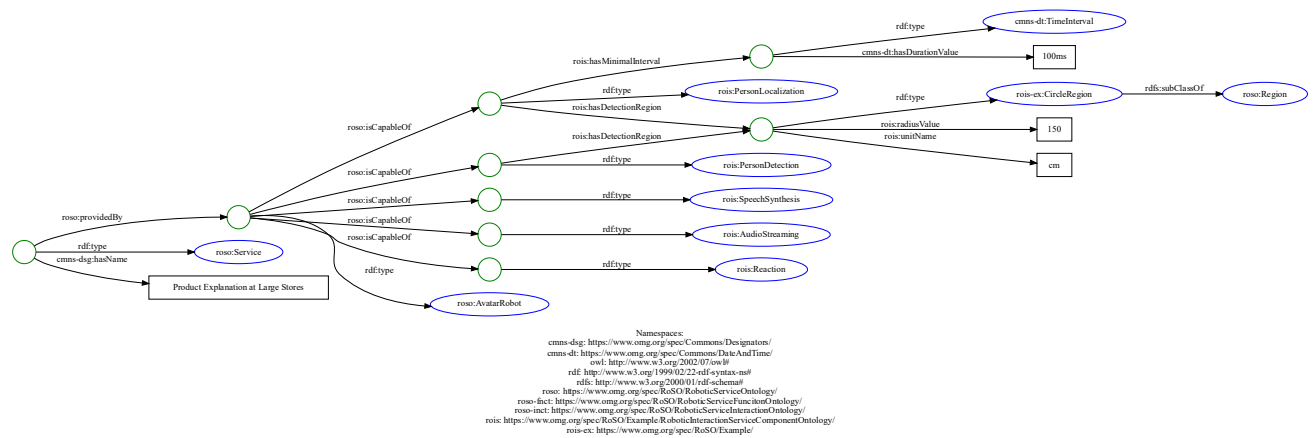 rdf:type
cmns-dt:TimeInterval
cmns-dt:hasDurationValue
100ms
rois:hasMinimalInterval
rdf:type
rois:PersonLocalization
rois:hasDetectionRegion
rdf:type
rois-ex:CircleRegion
rdfs:subClassOf
roso:Region
rois:radiusValue
150
rois:unitName
cm
roso:isCapableOf
rois:hasDetectionRegion
rdf:type
rois:PersonDetection
roso:isCapableOf
roso:isCapableOf
rdf:type
rois:SpeechSynthesis
roso:isCapableOf
rdf:type
rois:AudioStreaming
roso:isCapableOf
rdf:type
rois:Reaction
roso:providedBy
rdf:type
roso:Service
rdf:type
roso:AvatarRobot
cmns-dsg:hasName
Product Explanation at Large Stores
Namespaces:
cmns-dsg: https://www.omg.org/spec/Commons/Designators/
cmns-dt: https://www.omg.org/spec/Commons/DateAndTime/
owl: http://www.w3.org/2002/07/owl#
rdf: http://www.w3.org/1999/02/22-rdf-syntax-ns#
rdfs: http://www.w3.org/2000/01/rdf-schema#
roso: https://www.omg.org/spec/RoSO/RoboticServiceOntology/
roso-fnct: https://www.omg.org/spec/RoSO/RoboticServiceFuncitonOntology/
roso-inct: https://www.omg.org/spec/RoSO/RoboticServiceInteractionOntology/
rois: https://www.omg.org/spec/RoSO/Example/RoboticInteractionServiceComponentOntology/
rois-ex: https://www.omg.org/spec/RoSO/Example/